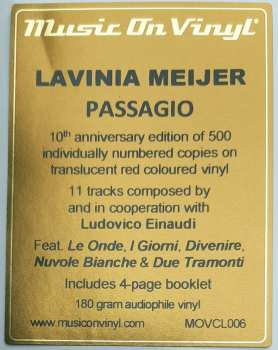 Music On Vinyl®
LAVINIA MEIJER
PASSAGIO
10th anniversary edition of 500
individually numbered copies on
translucent red coloured vinyl
11 tracks composed by
and in cooperation with
Ludovico Einaudi
Feat. Le Onde, I Giorni, Divenire,
Nuvole Bianche & Due Tramonti
Includes 4-page booklet
180 gram audiophile vinyl
www.musiconvinyl.com MOVCL006